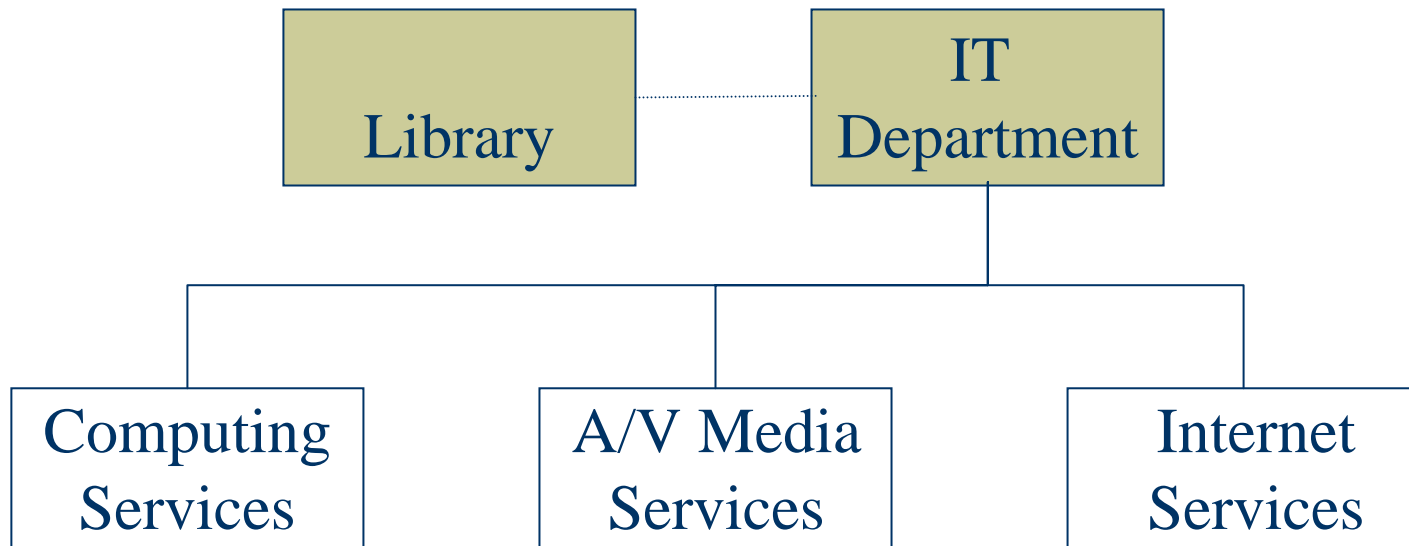 Library
IT
Department
Computing
Services
A/V Media
Services
Internet
Services